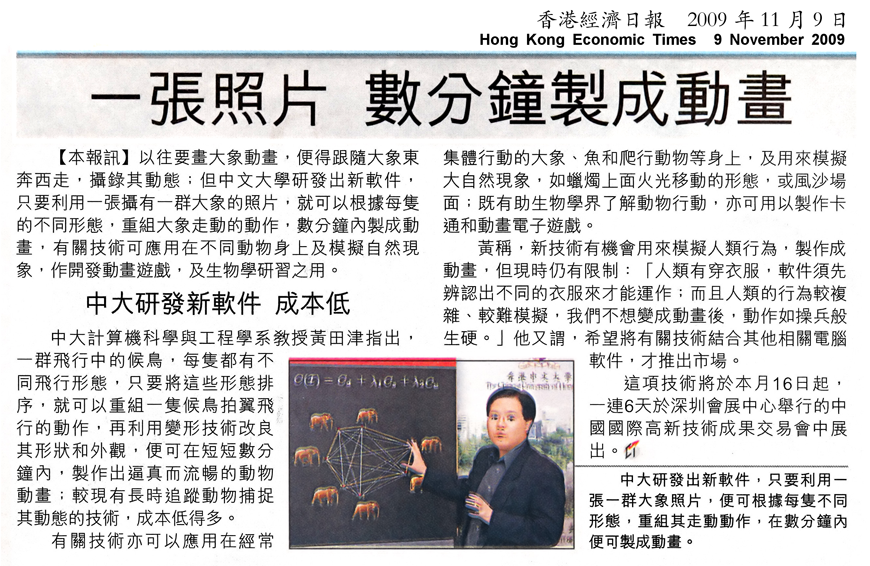 香港經濟日報　2009 年 11 月 9 日
Hong Kong Economic Times 9 November 2009
一張照片 數分鐘製成動畫
【本報訊】以往要畫大象動畫，便得跟隨大象東
奔西走，攝錄其動態；但中文大學研發出新軟件，
只要利用一張攝有一群大象的照片，就可以根據每隻
的不同形態，重組大象走動的動作，數分鐘內製成動
畫，有關技術可應用在不同動物身上及模擬自然現
象，作開發動畫遊戲，及生物學研習之用。
中大研發新軟件 成本低
中大計算機科學與工程學系教授黃田津指出，
一群飛行中的候鳥，每隻都有不
同飛行形態，只要將這些形態排
序，就可以重組一隻候鳥拍翼飛
行的動作，再利用變形技術改良
其形狀和外觀，便可在短短數分
鐘內，製作出逼真而流暢的動物
動畫；較現有長時追蹤動物捕捉
其動態的技術，成本低得多。
有關技術亦可以應用在經常
集體行動的大象、魚和爬行動物等身上，及用來模擬
大自然現象，如蠟燭上面火光移動的形態，或風沙場
面；既有助生物學界了解動物行動，亦可用以製作卡
通和動畫電子遊戲。
黃稱，新技術有機會用來模擬人類行為，製作成
動畫，但現時仍有限制：「人類有穿衣服，軟件須先
辨認出不同的衣服來才能運作；而且人類的行為較複
雜、較難模擬，我們不想變成動畫後，動作如操兵般
生硬。」他又謂，希望將有關技術結合其他相關電腦
軟件，才推出市場。
這項技術將於本月16日起，
一連6天於深圳會展中心舉行的中
國國際高新技術成果交易會中展
出。
香港中文大學
The Chinese University of Hong
中大研發出新軟件，只要利用一
張一群大象照片，便可根據每隻不同
形態，重組其走動動作，在數分鐘內
便可製成動畫。